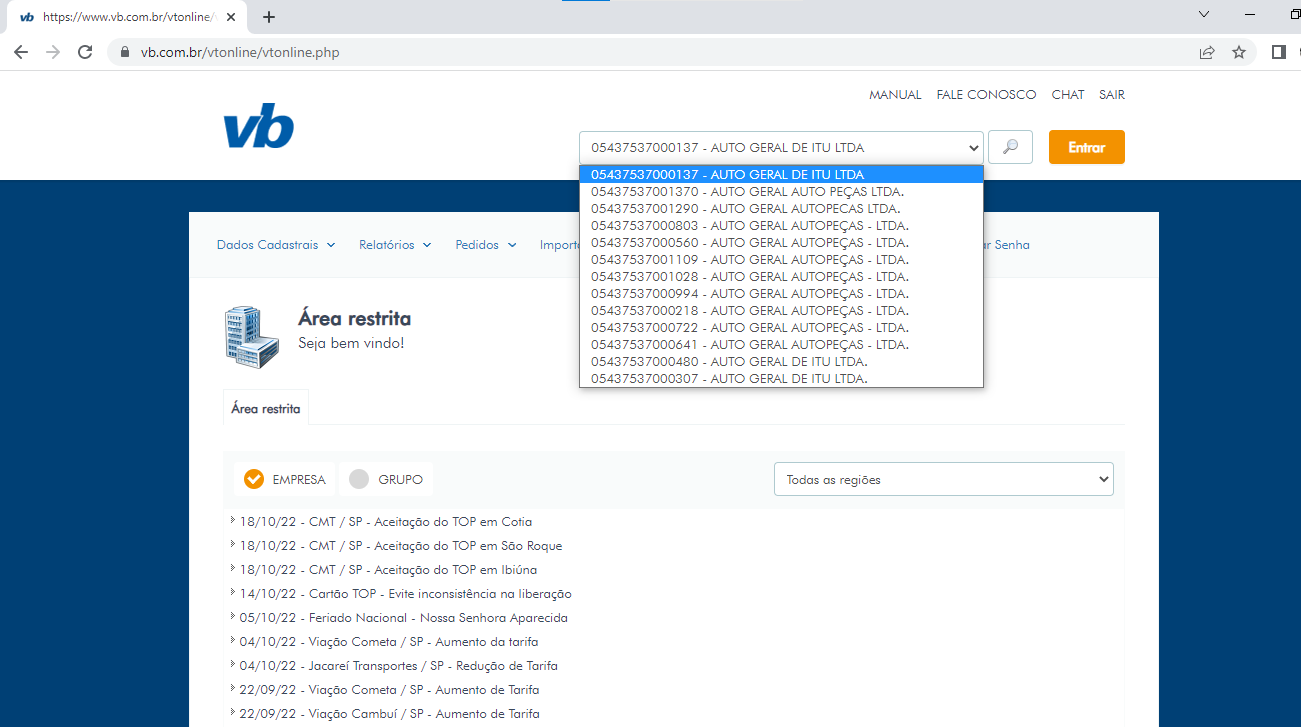 vb https://www.vb.com.br/vtonline/
vb.com.br/vtonline/vtonline.php
MANUAL FALE CONOSCO CHAT SAIR
vb
05437537000137 - AUTO GERAL DE ITU LTDA
Entrar
05437537000137 - AUTO GERAL DE ITU LTDA
05437537001370 - AUTO GERAL AUTO PEÇAS LTDA.
05437537001290 - AUTO GERAL AUTOPECAS LTDA.
05437537000803 - AUTO GERAL AUTOPEÇAS - LTDA.
05437537000560 - AUTO GERAL AUTOPEÇAS - LTDA.
05437537001109 - AUTO GERAL AUTOPEÇAS - LTDA.
05437537001028 - AUTO GERAL AUTOPEÇAS - LTDA.
05437537000994 - AUTO GERAL AUTOPEÇAS - LTDA.
05437537000218 - AUTO GERAL AUTOPEÇAS - LTDA.
05437537000722 - AUTO GERAL AUTOPEÇAS - LTDA.
05437537000641 - AUTO GERAL AUTOPEÇAS - LTDA.
05437537000480 - AUTO GERAL DE ITU LTDA.
05437537000307 - AUTO GERAL DE ITU LTDA.
Dados Cadastrais Relatórios Pedidos Senha
Área restrita
Seja bem vindo!
Área restrita
EMPRESA GRUPO Todas as regiões
18/10/22 - CMT / SP - Aceitação do TOP em Cotia
18/10/22 - CMT / SP - Aceitação do TOP em São Roque
18/10/22 - CMT / SP - Aceitação do TOP em Ibiúna
14/10/22 - Cartão TOP - Evite inconsistência na liberação
05/10/22 - Feriado Nacional - Nossa Senhora Aparecida
04/10/22 - Viação Cometa / SP - Aumento da tarifa
04/10/22 - Jacareí Transportes / SP - Redução de Tarifa
22/09/22 - Viação Cometa / SP - Aumento de Tarifa
22/09/22 - Viação Cambuí / SP - Aumento de Tarifa